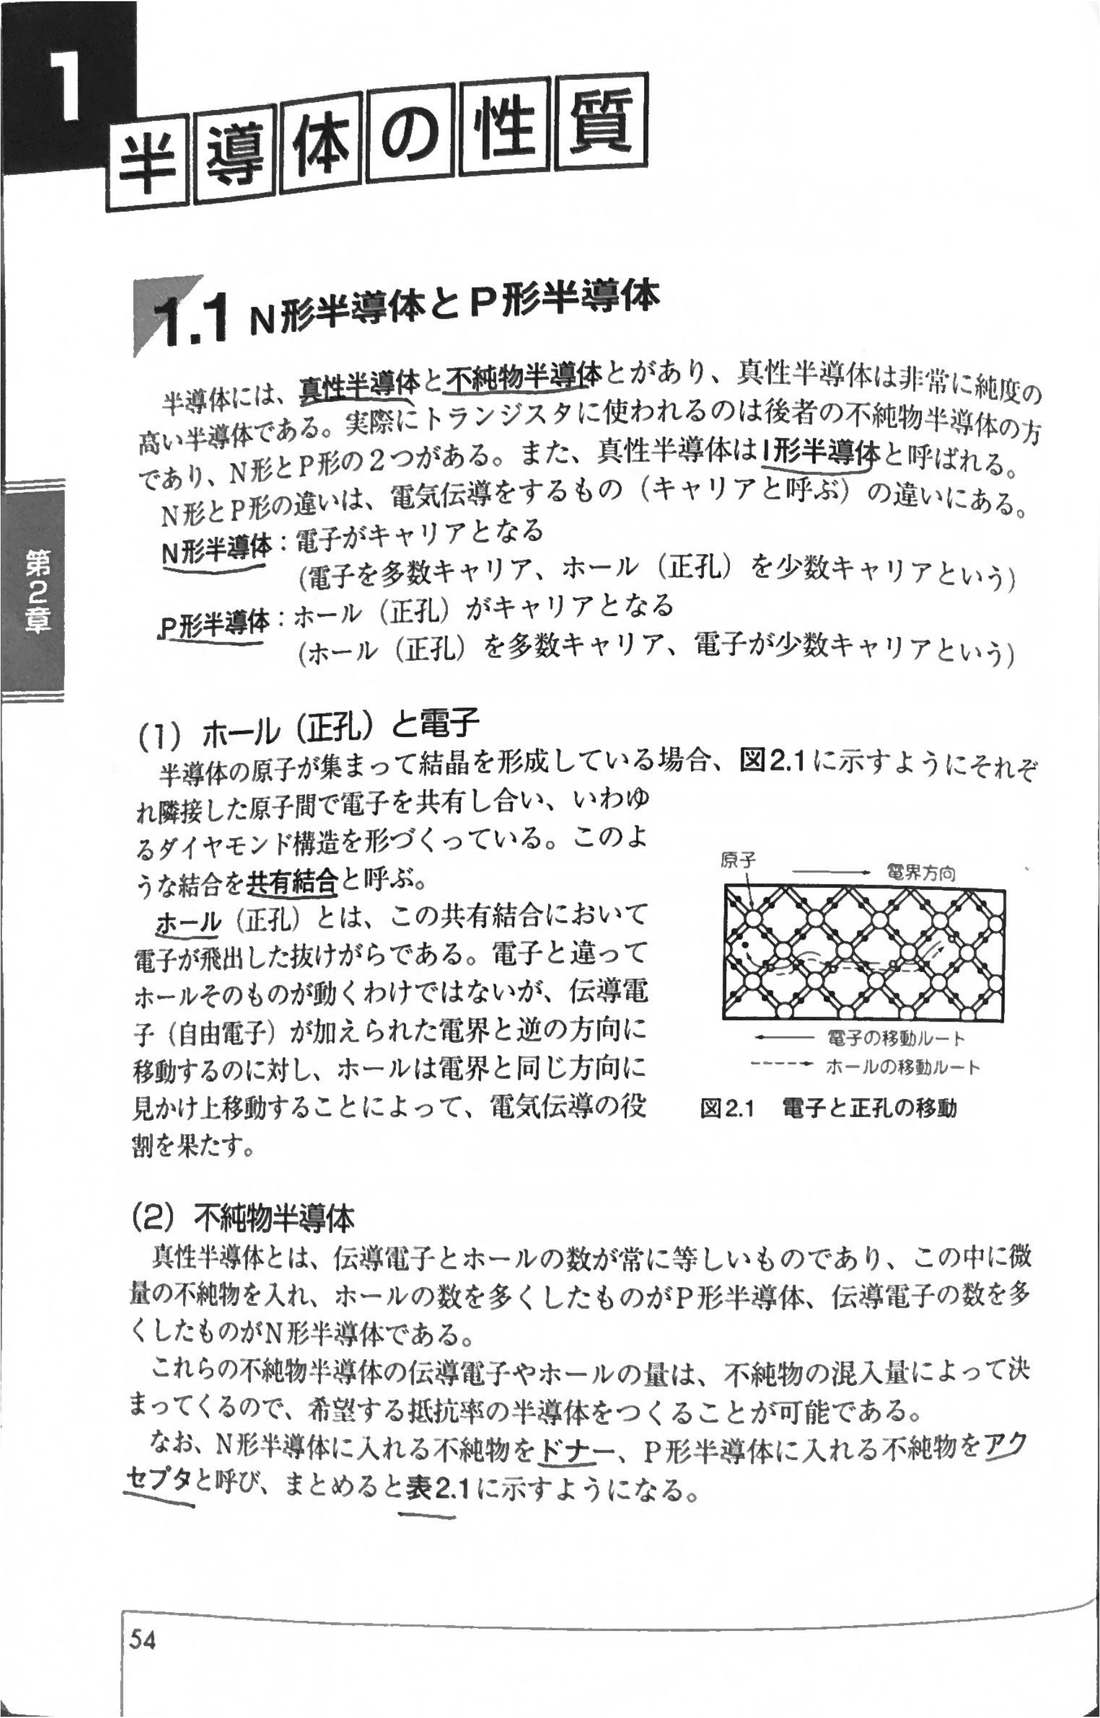 1
半導体の性質
1.1 N形半導体とP形半導体
半導体には、真性半導体と不純物半導体とがあり、真性半導体は非常に純度の
高い半導体である。実際にトランジスタに使われるのは後者の不純物半導体の方
であり、N形とP形の2つがある。また、真性半導体はI形半導体と呼ばれる。
N形とP形の違いは、電気伝導をするもの（キャリアと呼ぶ）の違いにある。
N形半導体：電子がキャリアとなる
(電子を多数キャリア、ホール（正孔）を少数キャリアという)
P形半導体：ホール（正孔）がキャリアとなる
(ホール（正孔）を多数キャリア、電子が少数キャリアという)
第2章
(1) ホール（正孔）と電子
半導体の原子が集まって結晶を形成している場合、図2.1に示すようにそれぞ
れ隣接した原子間で電子を共有し合い、いわゆ
るダイヤモンド構造を形づくっている。このよ
うな結合を共有結合と呼ぶ。
ホール（正孔）とは、この共有結合において
電子が飛出した抜けがらである。電子と違って
ホールそのものが動くわけではないが、伝導電
子（自由電子）が加えられた電界と逆の方向に
移動するのに対し、ホールは電界と同じ方向に
見かけ上移動することによって、電気伝導の役
割を果たす。
原子
電界方向
電子の移動ルート
ホールの移動ルート
図2.1 電子と正孔の移動
(2) 不純物半導体
真性半導体とは、伝導電子とホールの数が常に等しいものであり、この中に微
量の不純物を入れ、ホールの数を多くしたものがP形半導体、伝導電子の数を多
くしたものがN形半導体である。
これらの不純物半導体の伝導電子やホールの量は、不純物の混入量によって決
まってくるので、希望する抵抗率の半導体をつくることが可能である。
なお、N形半導体に入れる不純物をドナー、P形半導体に入れる不純物をアク
セプタと呼び、まとめると表2.1に示すようになる。
54